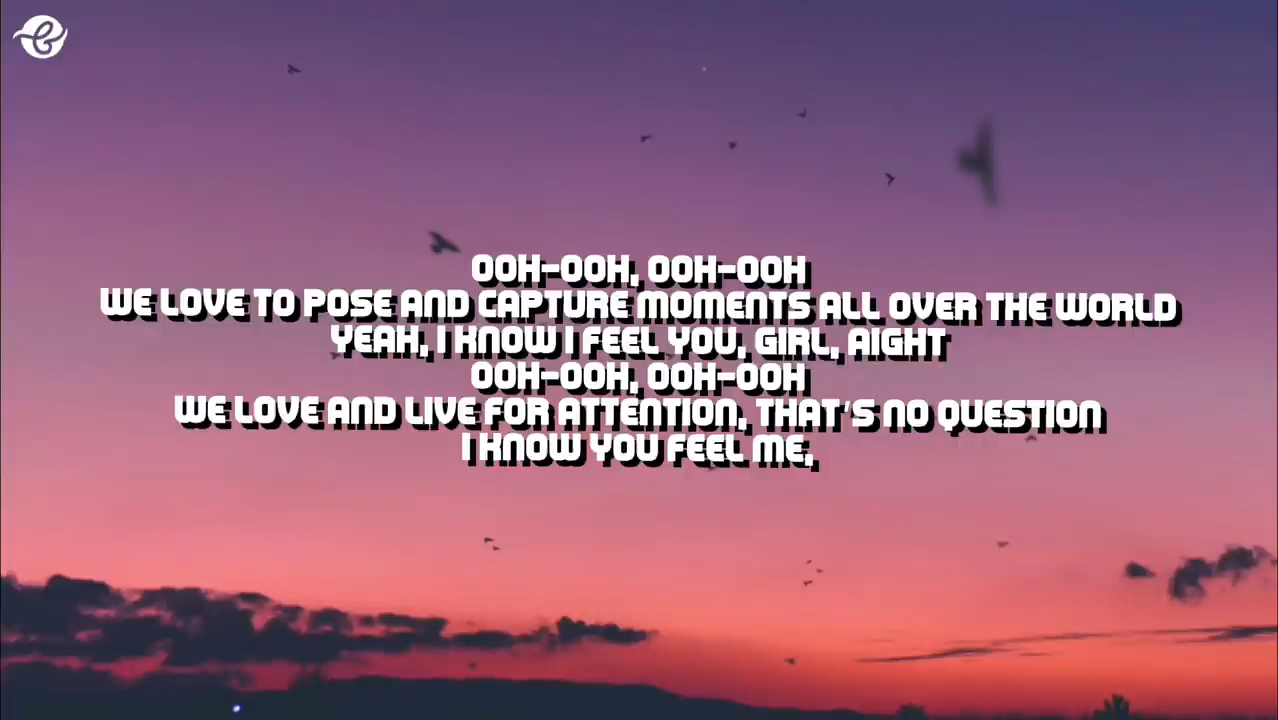 OOH-OOH, OOH-OOH
WE LOVE TO POSE AND CAPTURE MOMENTS ALL OVER THE WORLD
YEAH, I KNOW I FEEL YOU, GIRL, AIGHT
OOH-OOH, OOH-OOH
WE LOVE AND LIVE FOR ATTENTION, THAT'S NO QUESTION
I KNOW YOU FEEL ME,